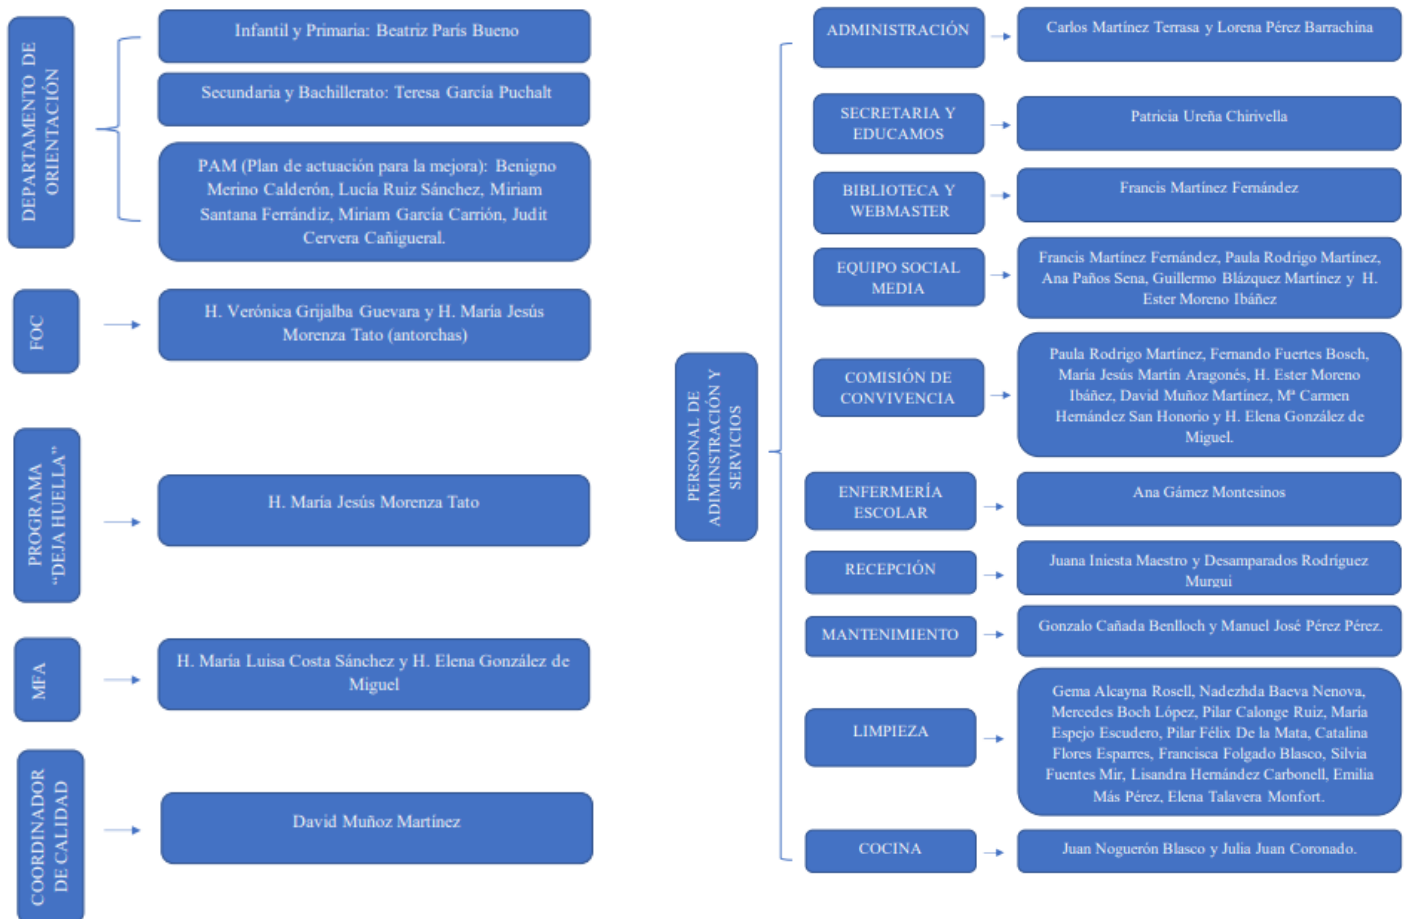 DEPARTAMENTO DE
ORIENTACIÓN
Infantil y Primaria: Beatriz París Bueno
Secundaria y Bachillerato: Teresa García Puchalt
PAM (Plan de actuación para la mejora): Benigno
Merino Calderón, Lucía Ruiz Sánchez, Miriam
Santana Ferrándiz, Miriam García Carrión, Judit
Cervera Cañigueral.
FOC
H. Verónica Grijalba Guevara y H. María Jesús
Morenza Tato (antorchas)
PROGRAMA
“DEJA HUELLA”
H. María Jesús Morenza Tato
MFA
H. María Luisa Costa Sánchez y H. Elena González de
Miguel
COORDINADOR
DE CALIDAD
David Muñoz Martínez
PERSONAL DE
ADIMINSTRACIÓN Y
SERVICIOS
ADMINISTRACIÓN
Carlos Martínez Terrasa y Lorena Pérez Barrachina
SECRETARIA Y
EDUCAMOS
Patricia Ureña Chirivella
BIBLIOTECA Y
WEBMASTER
Francis Martínez Fernández
EQUIPO SOCIAL
MEDIA
Francis Martínez Fernández, Paula Rodrigo Martínez,
Ana Paños Sena, Guillermo Blázquez Martínez y H.
Ester Moreno Ibáñez
COMISIÓN DE
CONVIVENCIA
Paula Rodrigo Martínez, Fernando Fuertes Bosch,
María Jesús Martín Aragonés, H. Ester Moreno
Ibáñez, David Muñoz Martínez, Mª Carmen
Hernández San Honorio y H. Elena González de
Miguel.
ENFERMERÍA
ESCOLAR
Ana Gámez Montesinos
RECEPCIÓN
Juana Iniesta Maestro y Desamparados Rodríguez
Murgui
MANTENIMIENTO
Gonzalo Cañada Benlloch y Manuel José Pérez Pérez.
LIMPIEZA
Gema Alcayna Rosell, Nadezhda Baeva Nenova,
Mercedes Boch López, Pilar Calonge Ruiz, María
Espejo Escudero, Pilar Félix De la Mata, Catalina
Flores Esparres, Francisca Folgado Blasco, Silvia
Fuentes Mir, Lisandra Hernández Carbonell, Emilia
Más Pérez, Elena Talavera Monfort.
COCINA
Juan Noguerón Blasco y Julia Juan Coronado.